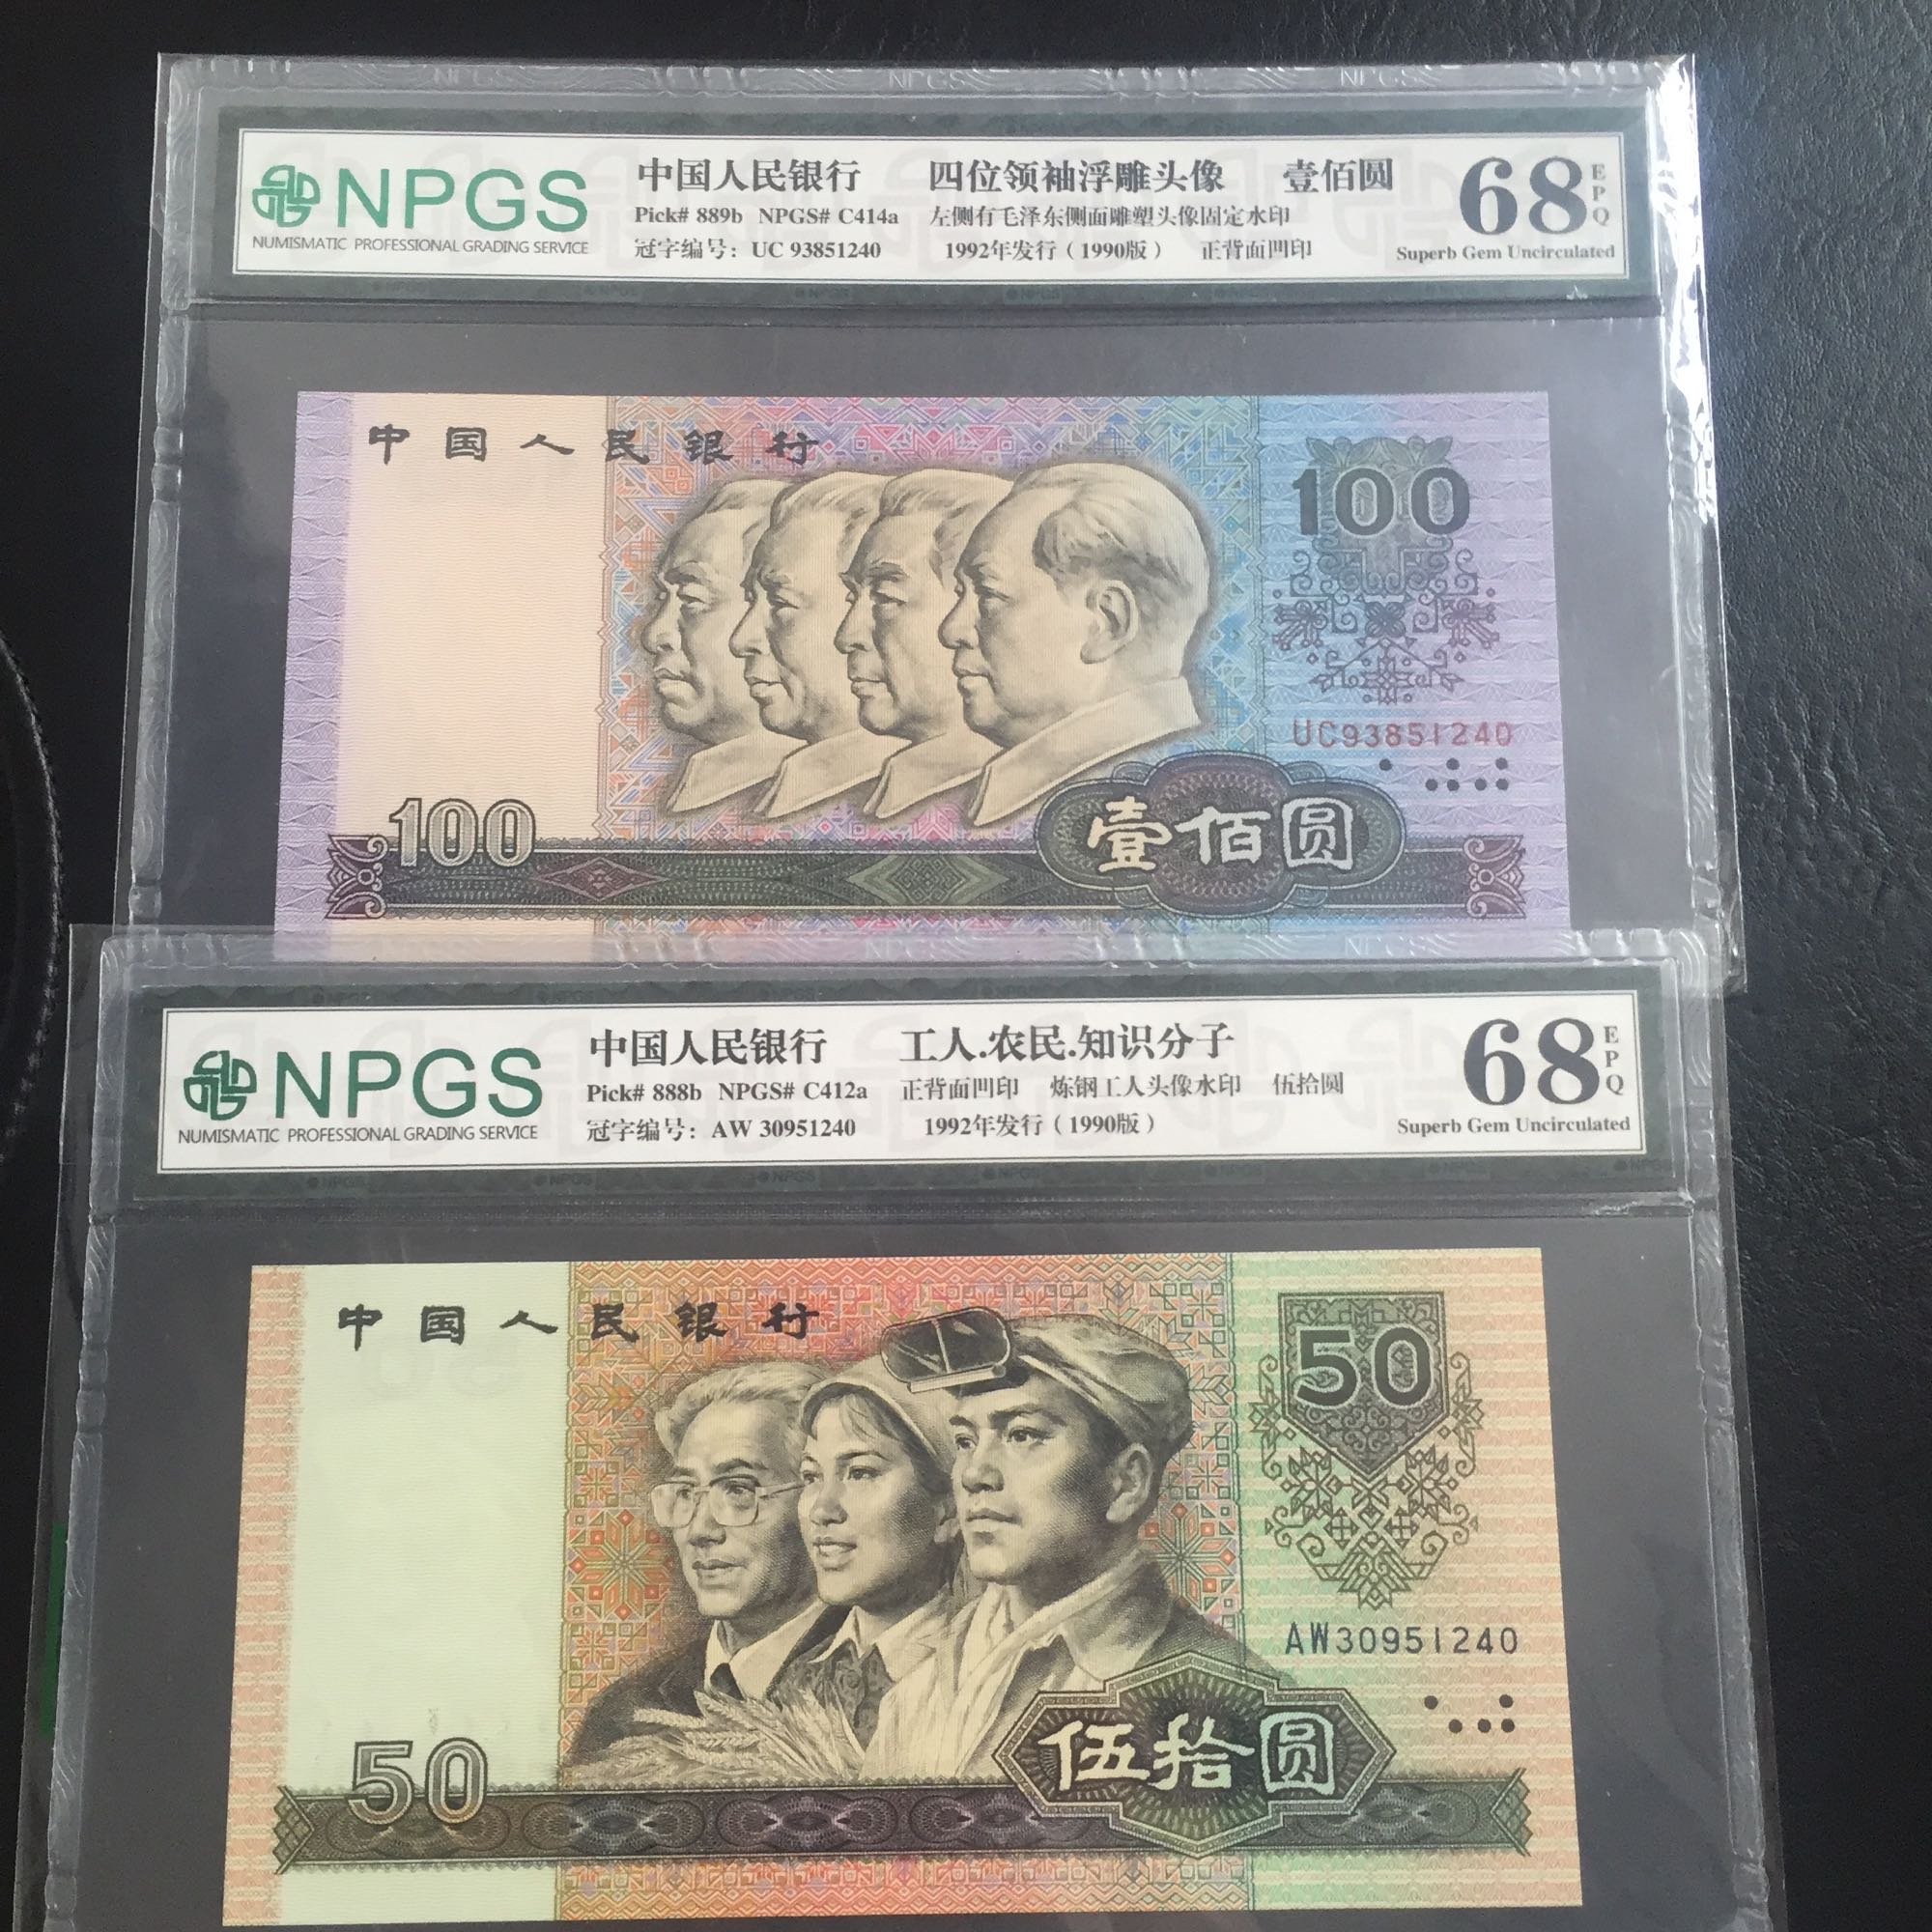 NPGS
NUMISMATIC PROFESSIONAL GRADING SERVICE
中国人民银行 四位领袖浮雕头像 壹佰圆
Pick# 889b NPGS# C414a 左侧有毛泽东侧面雕塑头像固定水印
冠字编号: UC 93851240 1992年发行（1990版） 正背面凹印
68 EPQ
Superb Gem Uncirculated
中国人民银行
100
UC93851240
100
壹佰圆
NPGS
NUMISMATIC PROFESSIONAL GRADING SERVICE
中国人民银行 工人.农民.知识分子
Pick# 888b NPGS# C412a 正背面凹印 炼钢工人头像水印 伍拾圆
冠字编号: AW 30951240 1992年发行（1990版）
68 EPQ
Superb Gem Uncirculated
中国人民银行
50
AW30951240
50
伍拾圆